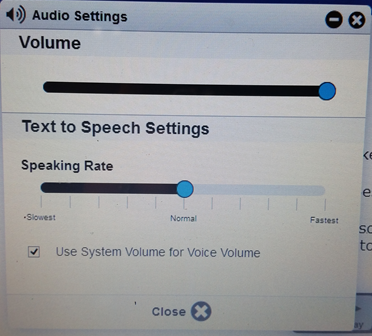 Audio Settings
Volume
Text to Speech Settings
Speaking Rate
Slowest Normal Fastest
Use System Volume for Voice Volume
Close